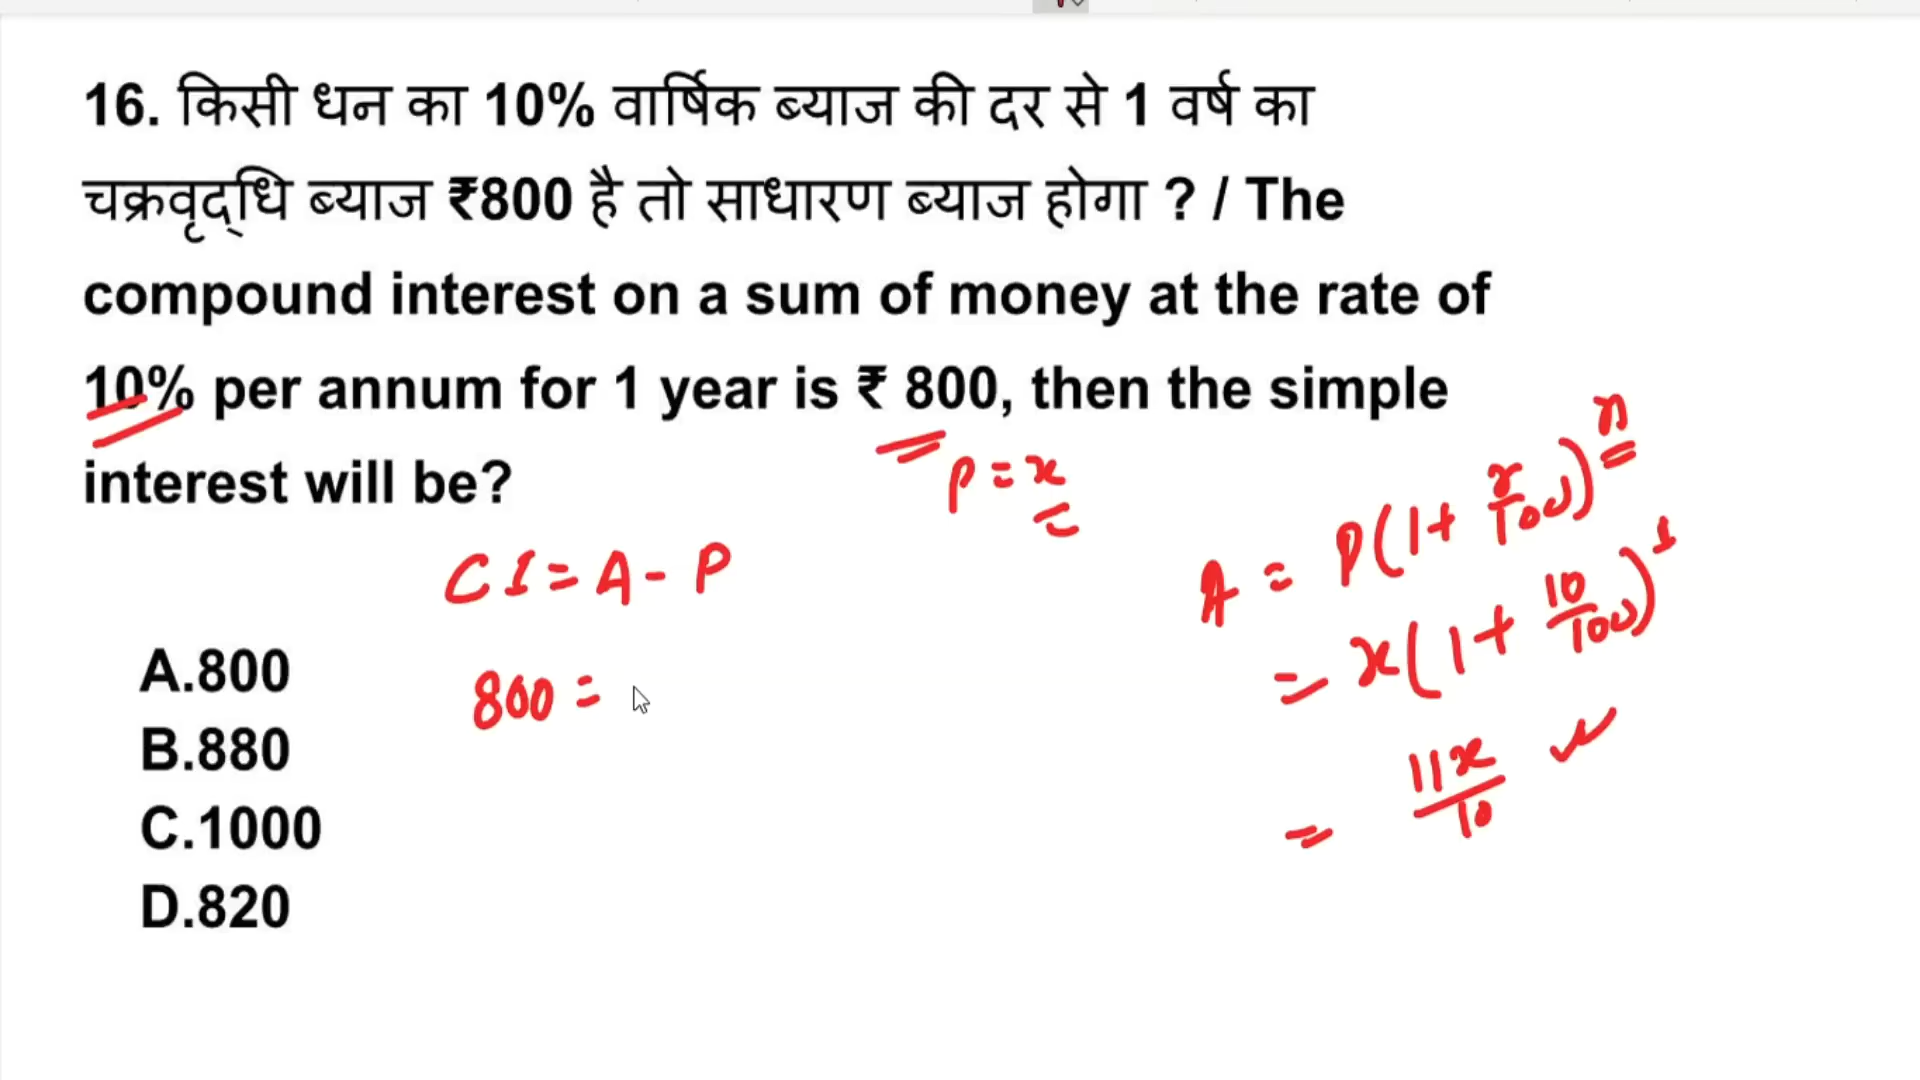 16. किसी धन का 10% वार्षिक ब्याज की दर से 1 वर्ष का
चक्रवृद्धि ब्याज ₹800 है तो साधारण ब्याज होगा ? / The
compound interest on a sum of money at the rate of
10% per annum for 1 year is ₹ 800, then the simple
interest will be?
P = x
CI = A - P
A = P(1 + r/100)^n
= x(1 + 10/100)^1
800 =
= 11x/10
A.800
B.880
C.1000
D.820